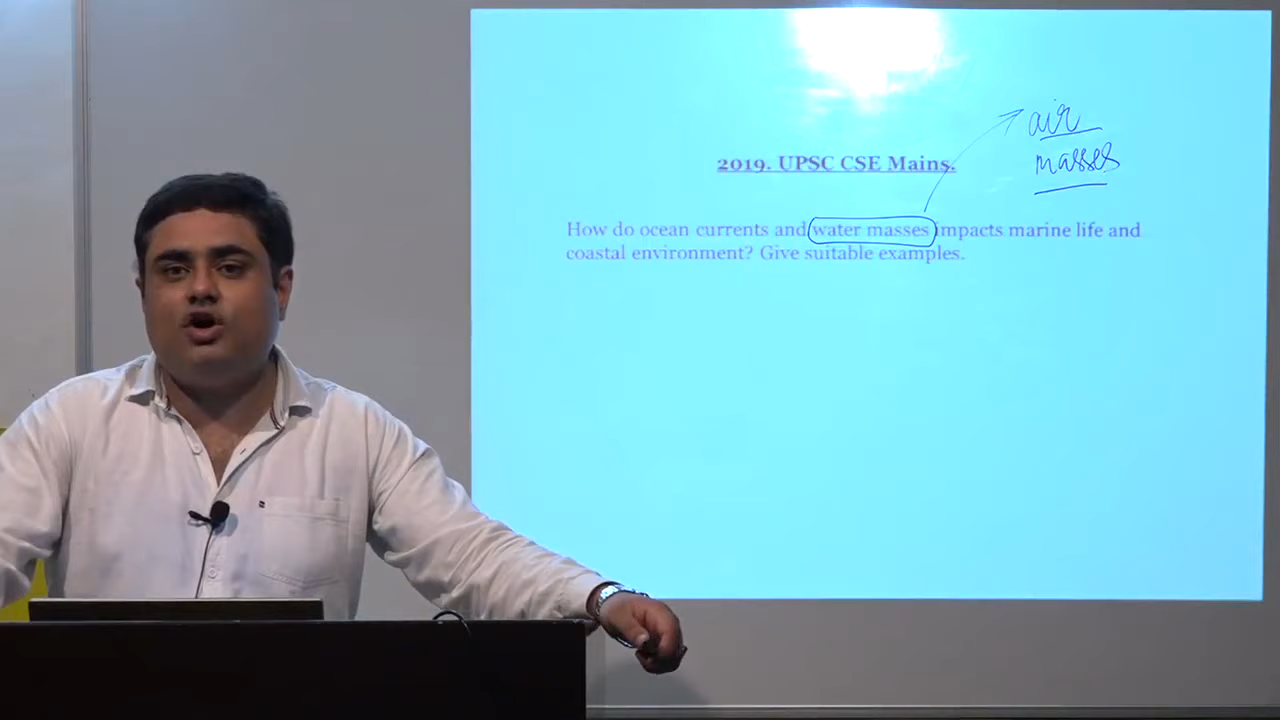 air
masses
2019. UPSC CSE Mains.
How do ocean currents and water masses impacts marine life and
coastal environment? Give suitable examples.